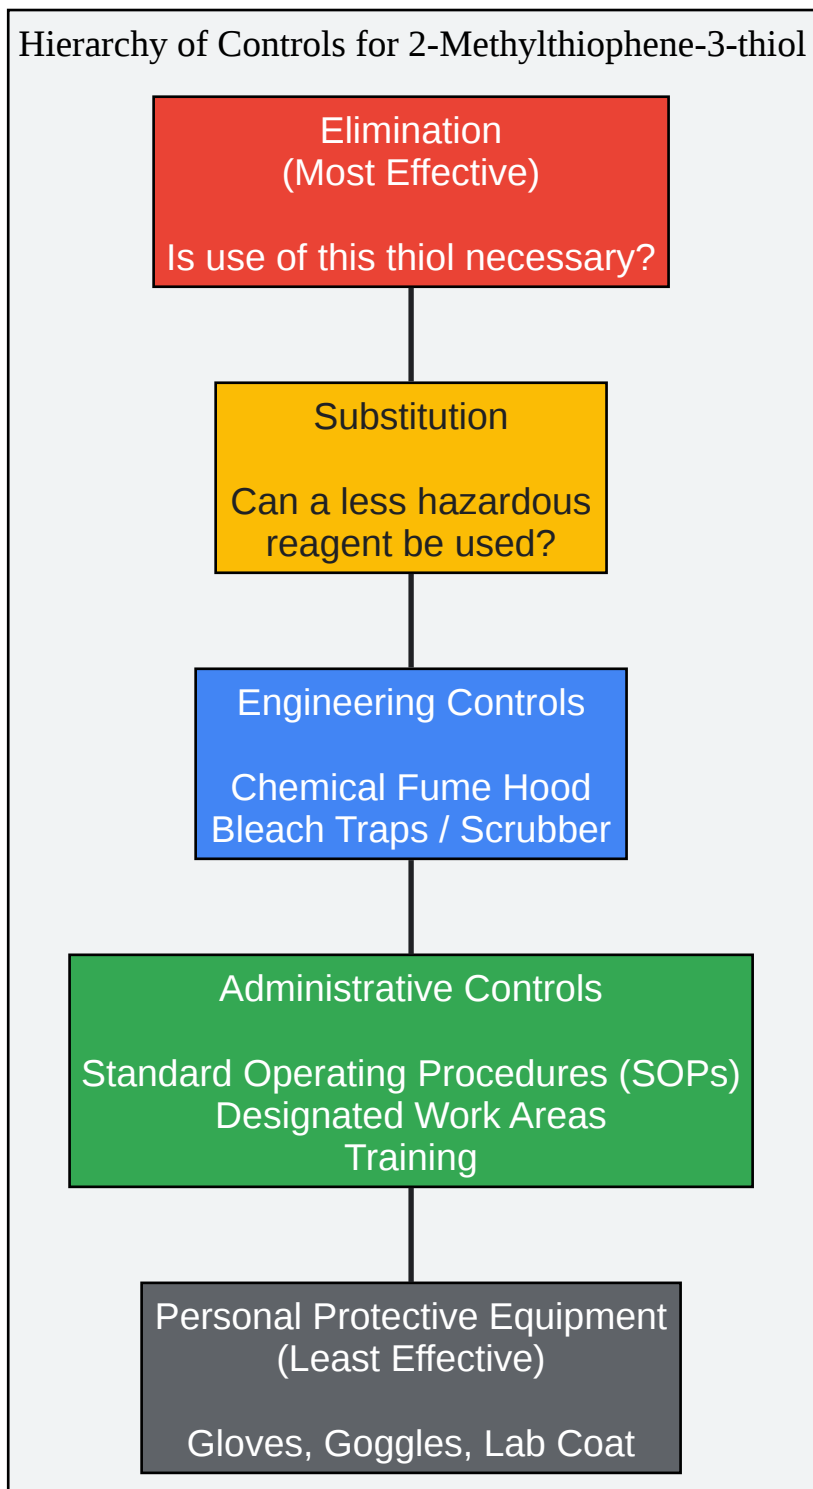 Hierarchy of Controls for 2-Methylthiophene-3-thiol
Elimination
(Most Effective)
Is use of this thiol necessary?
Substitution
Can a less hazardous
reagent be used?
Engineering Controls
Chemical Fume Hood
Bleach Traps / Scrubber
Administrative Controls
Standard Operating Procedures (SOPs)
Designated Work Areas
Training
Personal Protective Equipment
(Least Effective)
Gloves, Goggles, Lab Coat